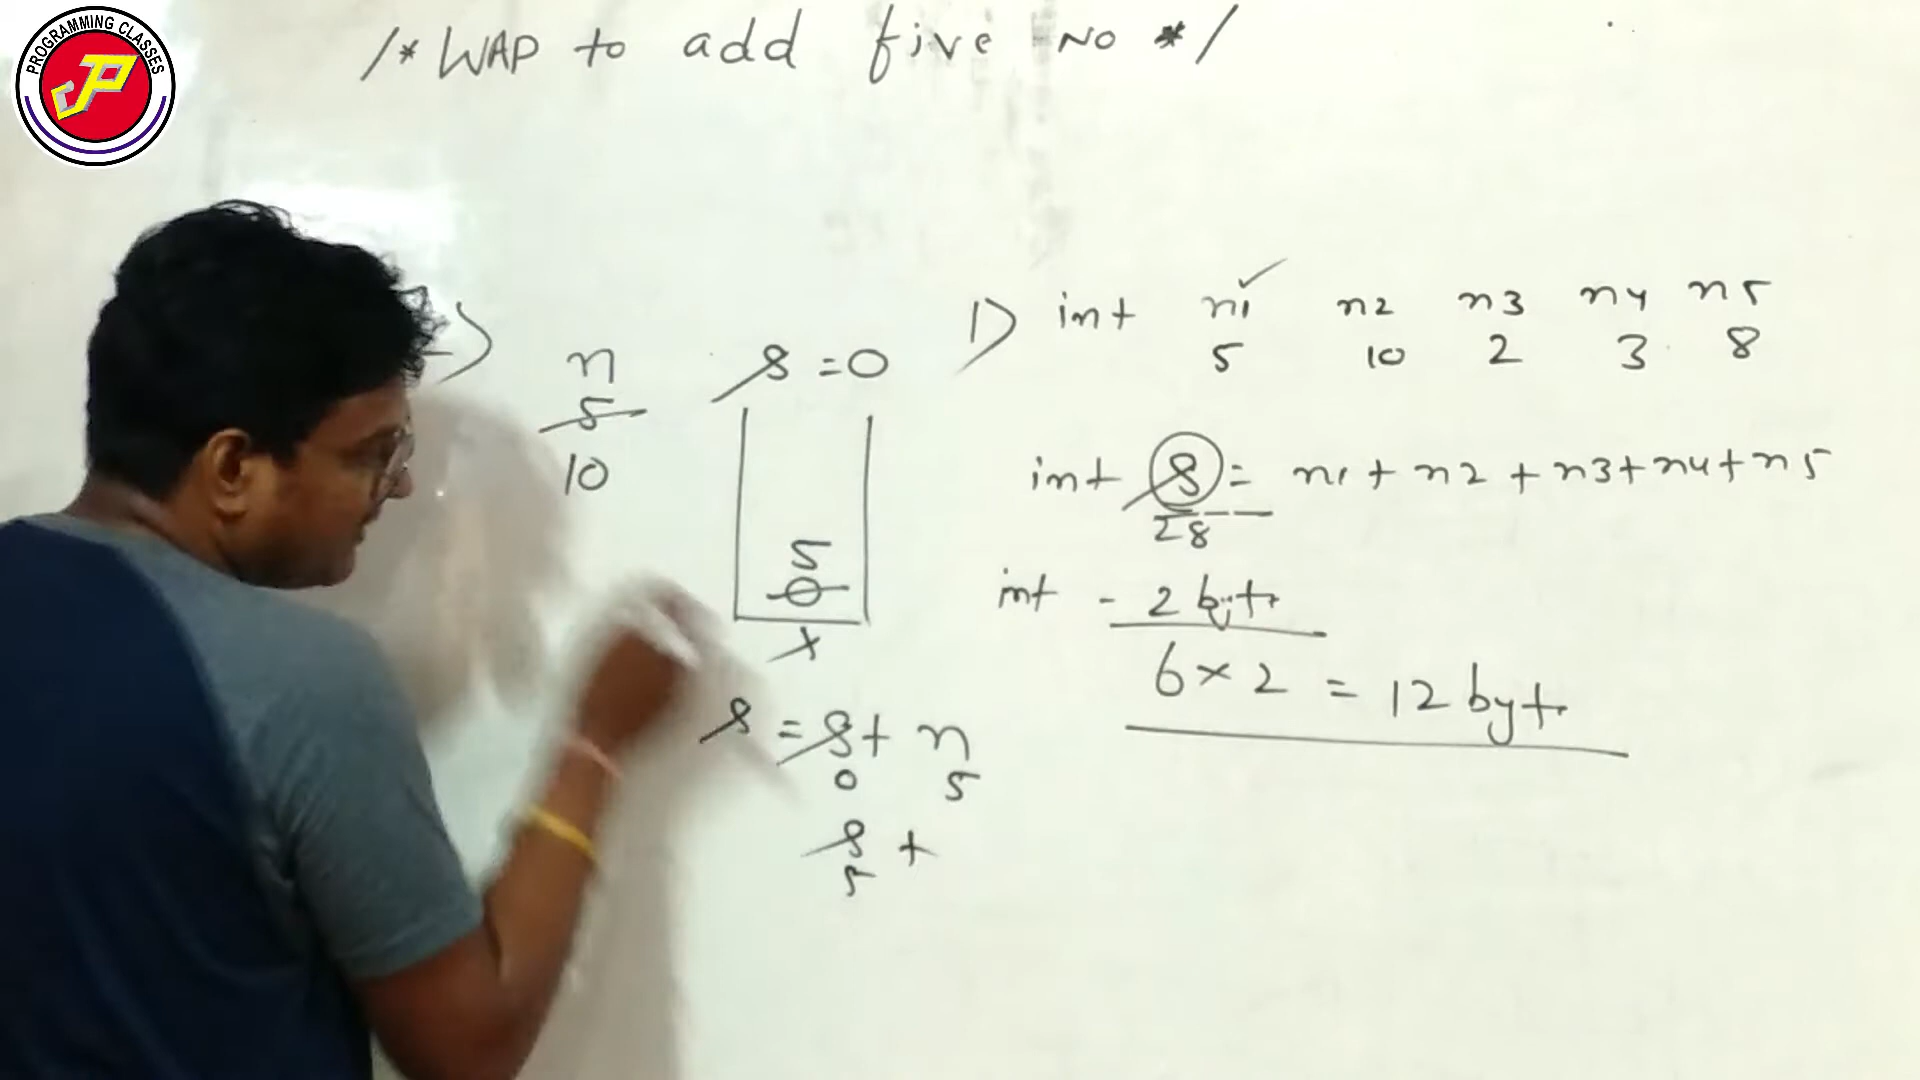 PROGRAMMING CLASSES
JP
/* WAP to add five no */
1) int n1 n2 n3 n4 n5
5 10 2 3 8
int s = n1 + n2 + n3 + n4 + n5
28
int - 2 byte
6 × 2 = 12 byte
n s = 0
5
10
5
0
x
s = s + n
0 5
s +
5